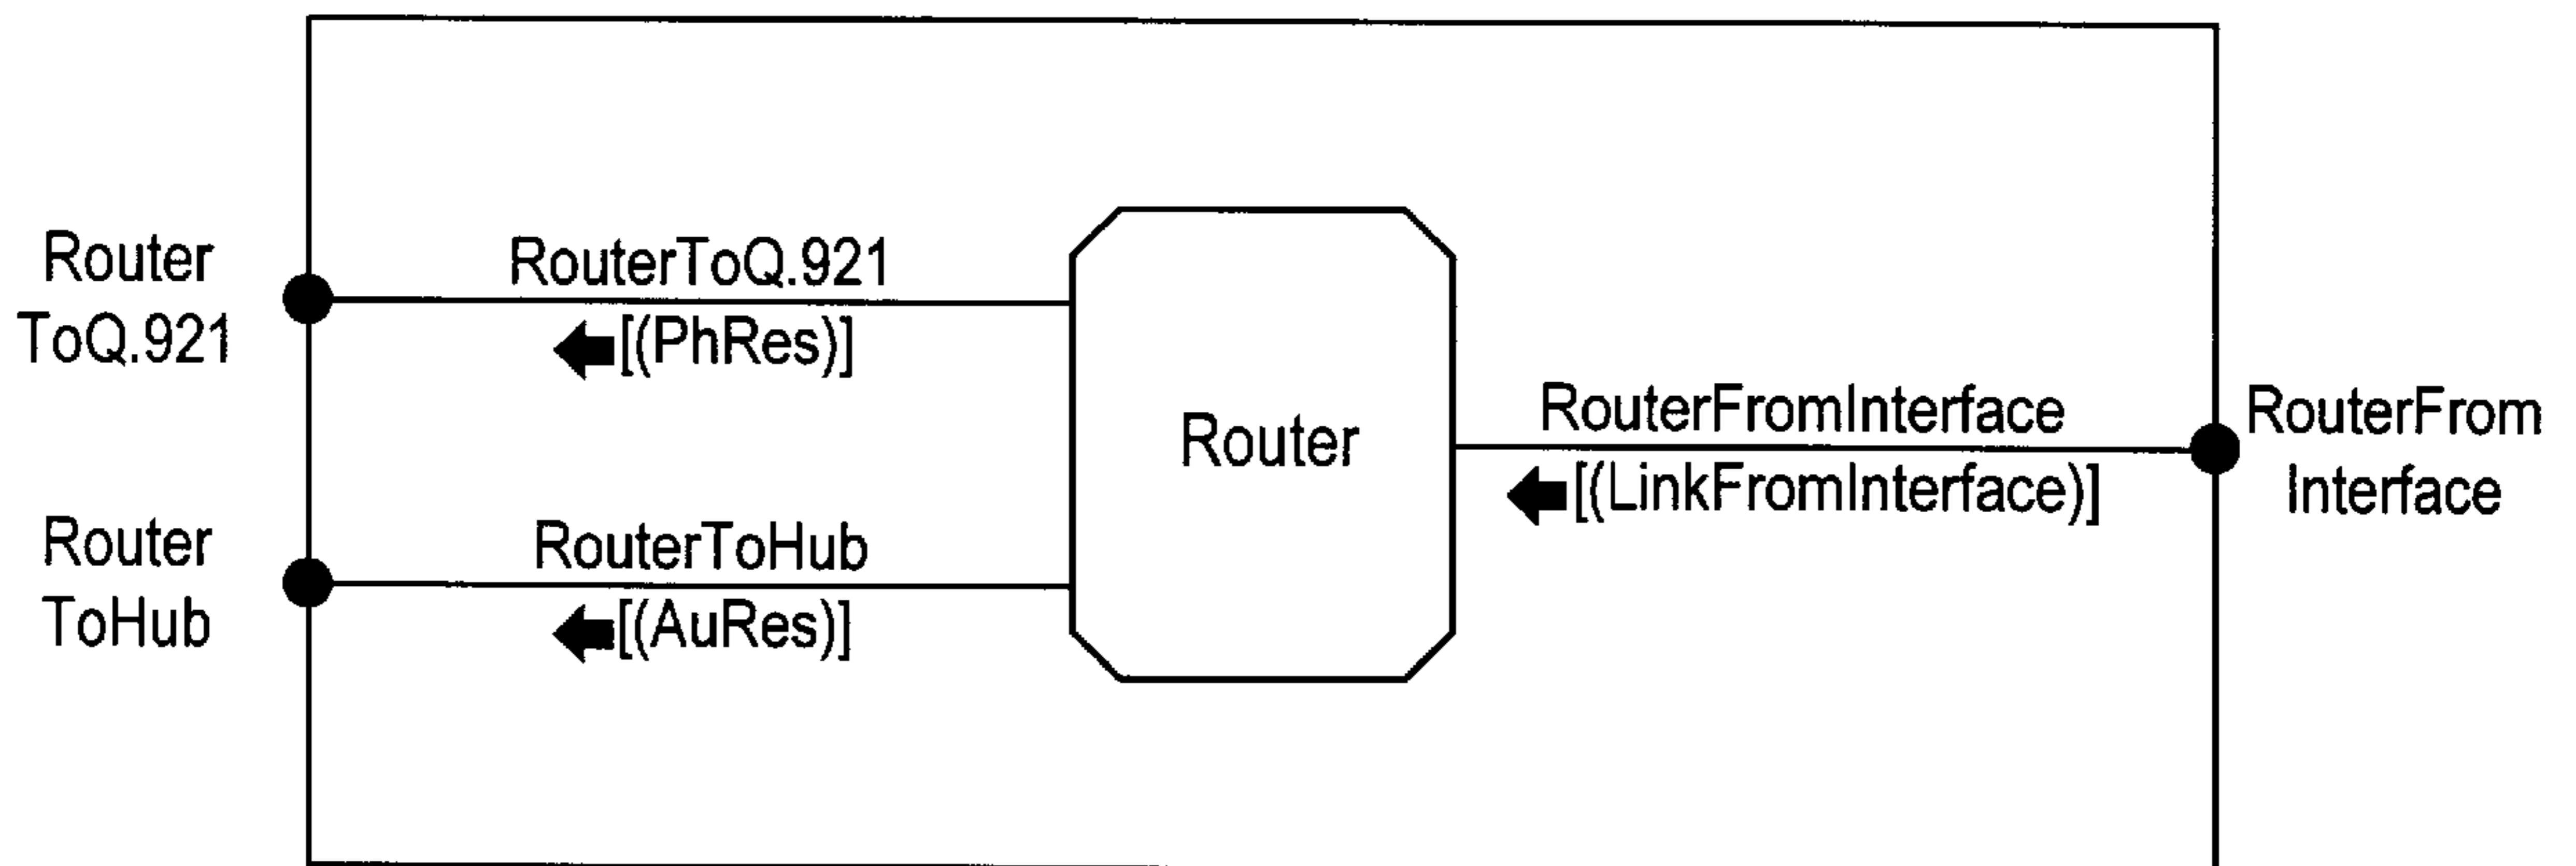 Router
ToQ.921
RouterToQ.921
[(PhRes)]
Router
ToHub
RouterToHub
[(AuRes)]
Router
RouterFromInterface
[(LinkFromInterface)]
RouterFrom
Interface